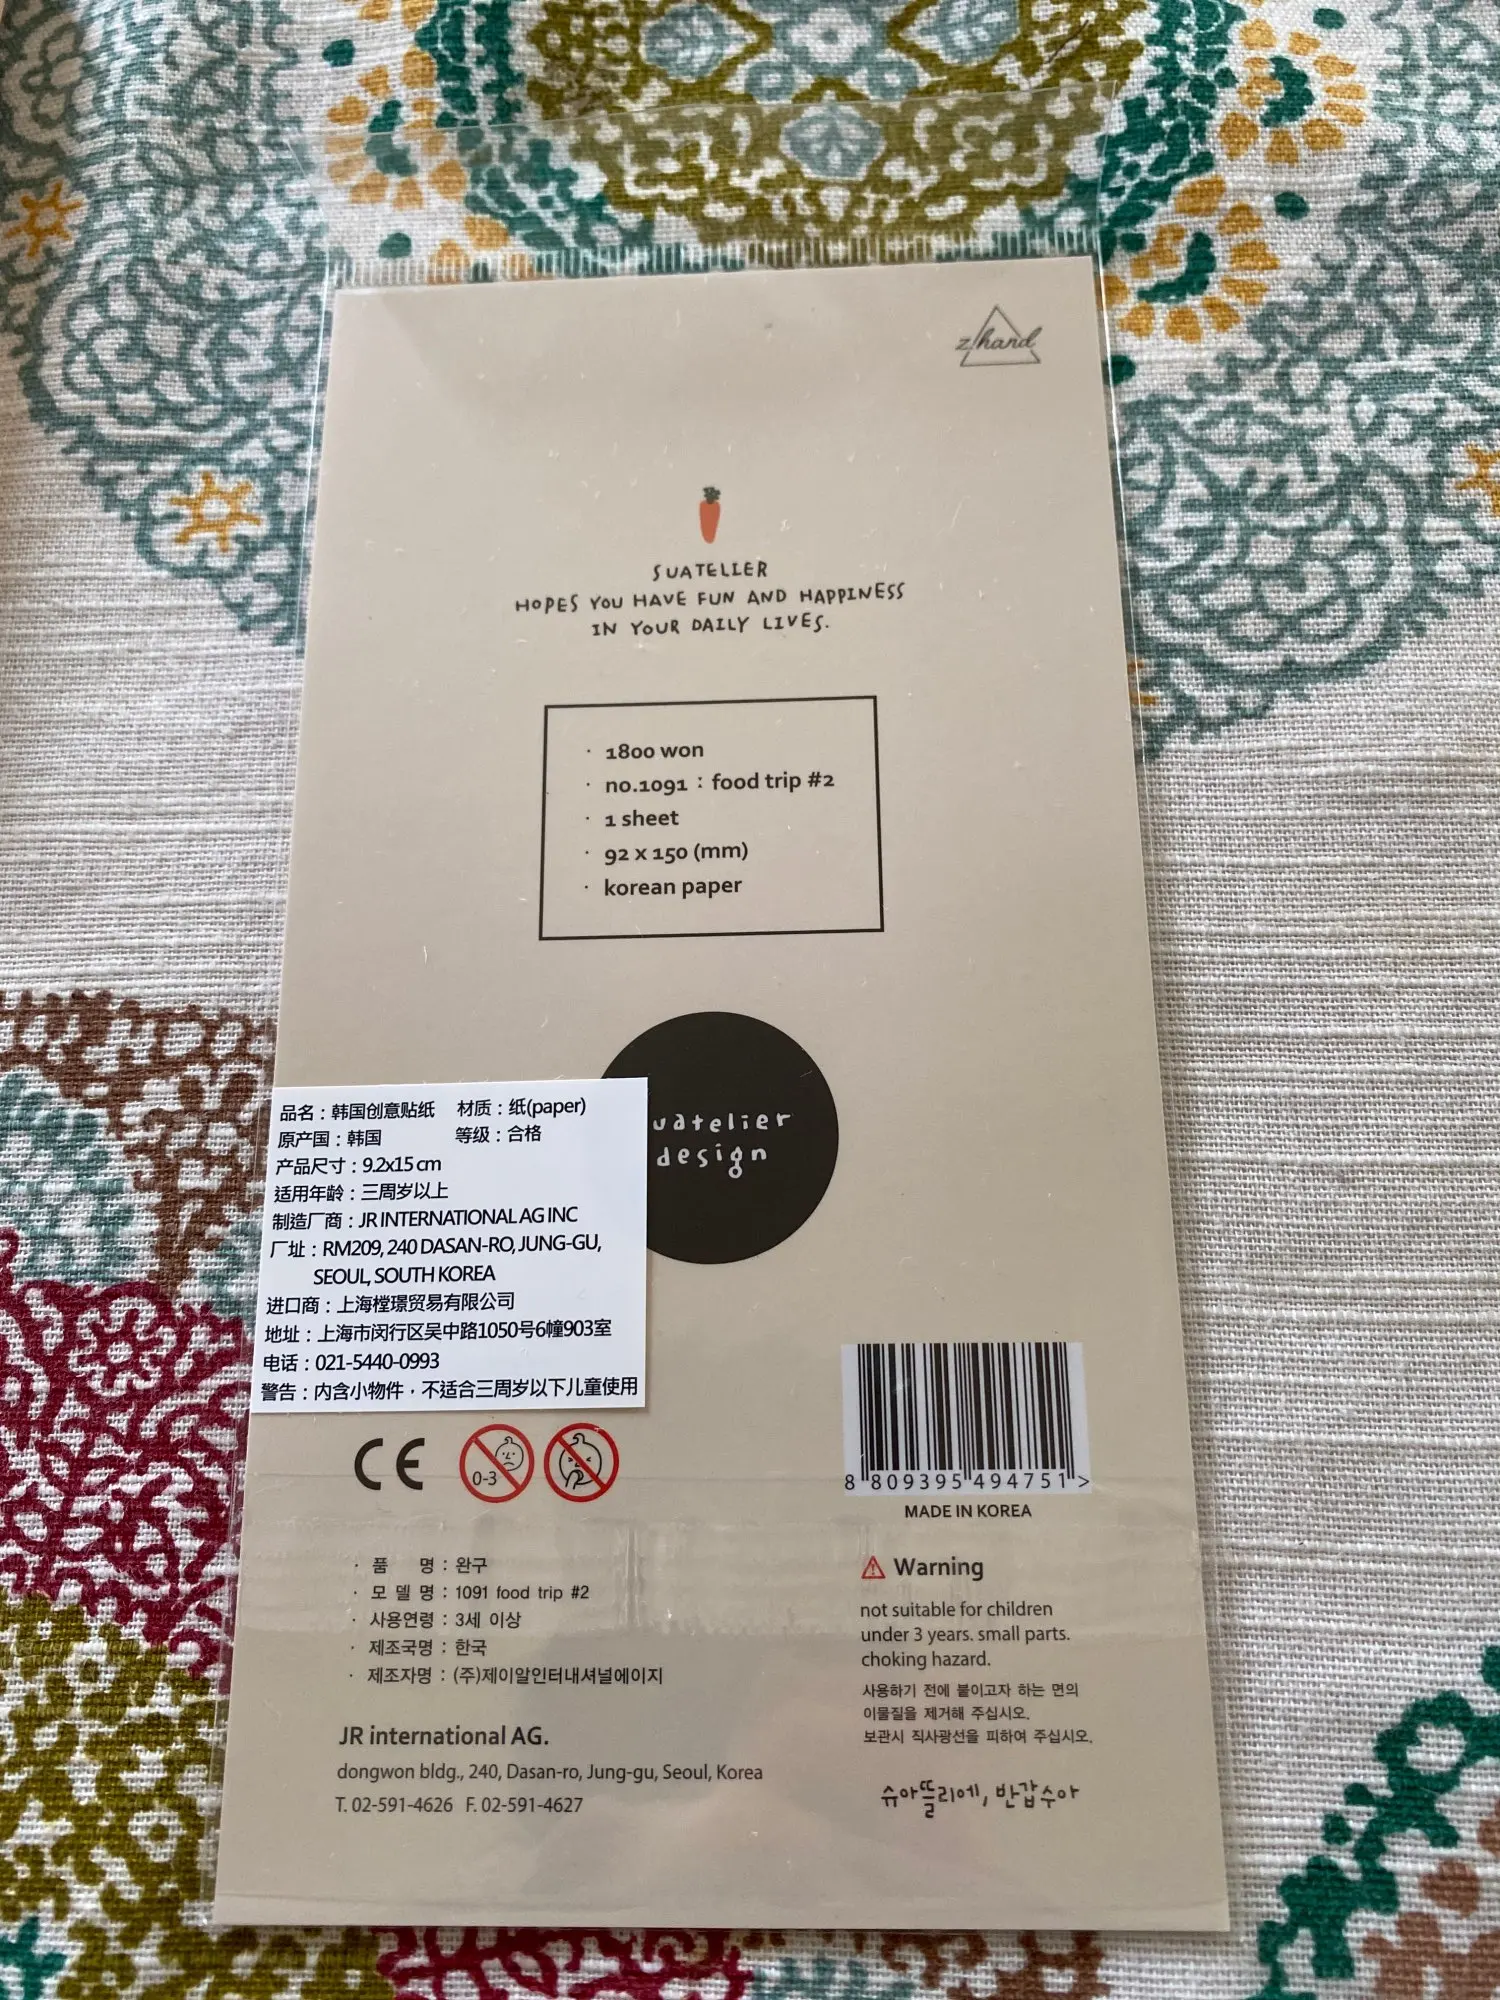 z hand
SUATELIER
HOPES YOU HAVE FUN AND HAPPINESS
IN YOUR DAILY LIVES.
· 1800 won
· no.1091 : food trip #2
· 1 sheet
· 92 x 150 (mm)
· korean paper
uatelier
design
品名：韩国创意贴纸 材质：纸(paper)
原产国：韩国 等级：合格
产品尺寸：9.2x15 cm
适用年龄：三周岁以上
制造厂商：JR INTERNATIONAL AG INC
厂址：RM209, 240 DASAN-RO, JUNG-GU,
SEOUL, SOUTH KOREA
进口商：上海樘璟贸易有限公司
地址：上海市闵行区吴中路1050号6幢903室
电话：021-5440-0993
警告：内含小物件，不适合三周岁以下儿童使用
CE
0-3
8 809395 494751 >
MADE IN KOREA
· 품 명 : 완구
· 모 델 명 : 1091 food trip #2
· 사용연령 : 3세 이상
· 제조국명 : 한국
· 제조자명 : (주)제이알인터내셔널에이지
JR international AG.
dongwon bldg., 240, Dasan-ro, Jung-gu, Seoul, Korea
T. 02-591-4626 F. 02-591-4627
Warning
not suitable for children
under 3 years. small parts.
choking hazard.
사용하기 전에 붙이고자 하는 면의
이물질을 제거해 주십시오.
보관시 직사광선을 피하여 주십시오.
슈아뜰리에, 반갑수아